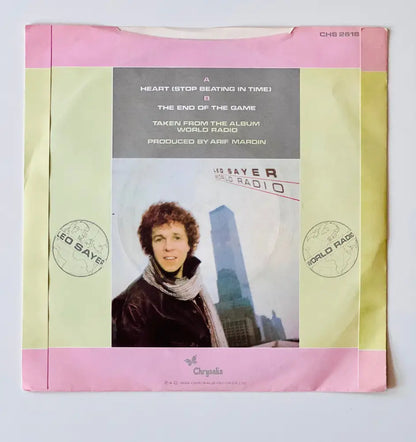 CHS 2616
A
HEART (STOP BEATING IN TIME)
B
THE END OF THE GAME
TAKEN FROM THE ALBUM
WORLD RADIO
PRODUCED BY ARIF MARDIN
LEO SAYER
WORLD RADIO
LEO SAYER
WORLD RADIO
Chrysalis